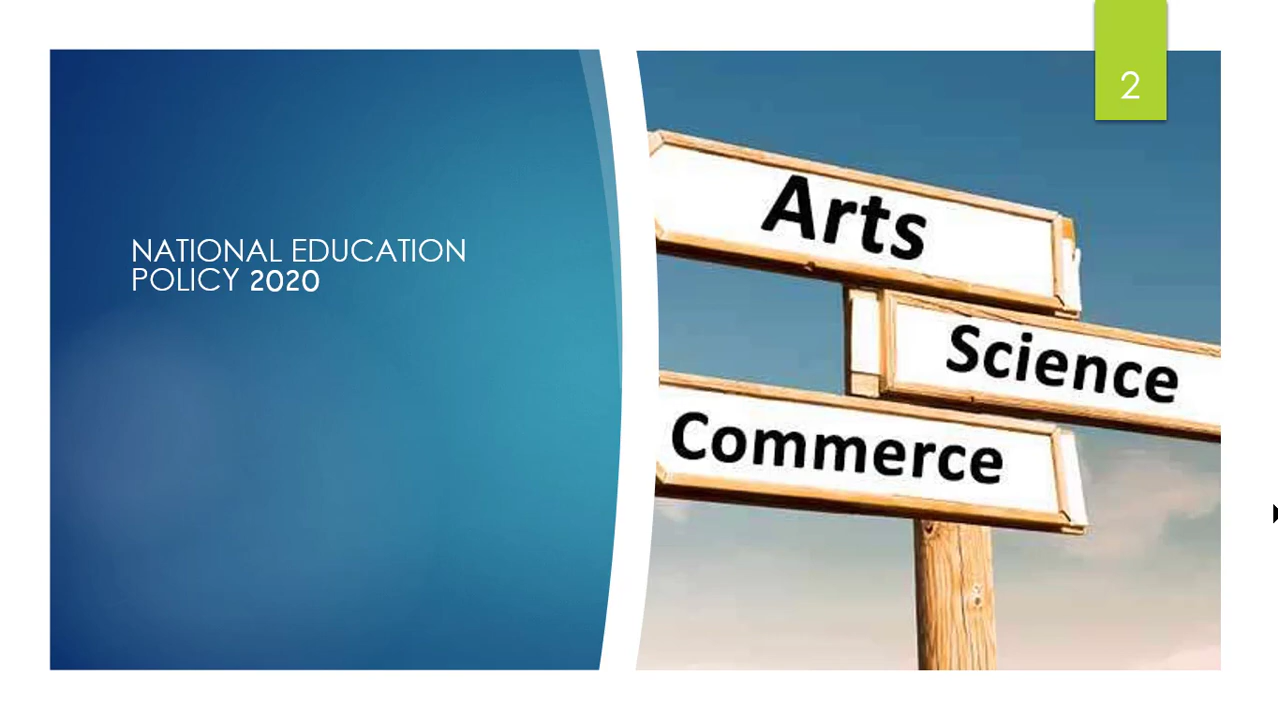 2
NATIONAL EDUCATION
POLICY 2020
Arts
Science
Commerce